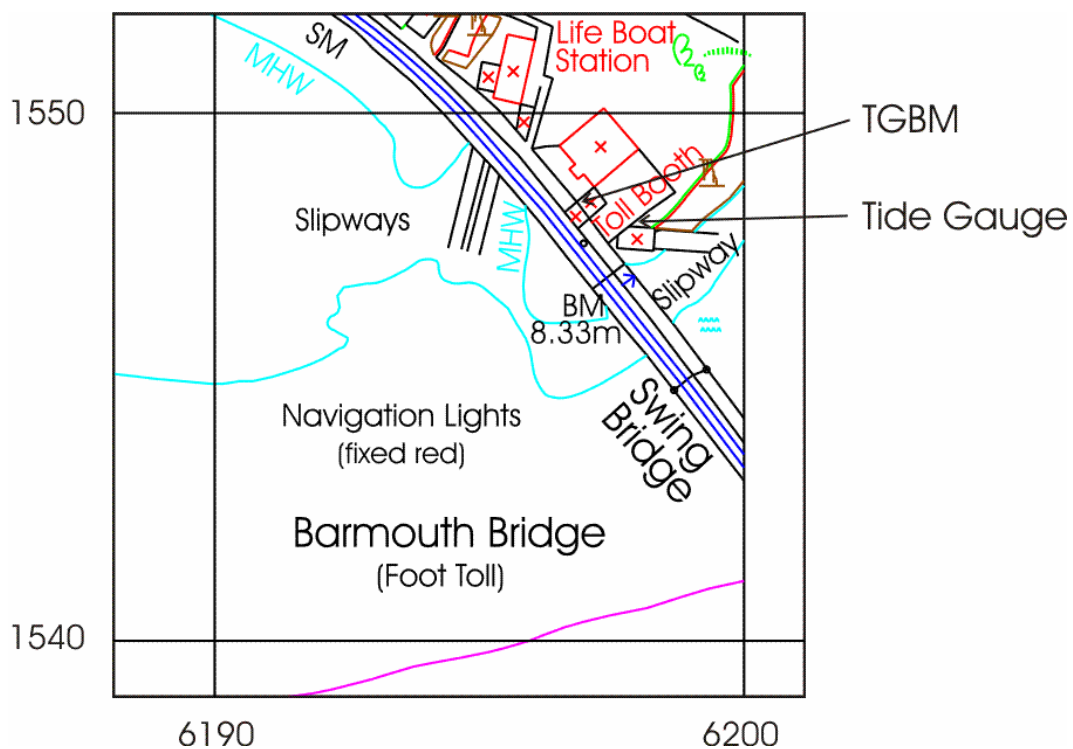 SM
Life Boat
Station
MHW
1550
TGBM
Toll Booth
Slipways
MHW
Tide Gauge
Slipway
BM
8.33m
Swing
Bridge
Navigation Lights
(fixed red)
Barmouth Bridge
(Foot Toll)
1540
6190
6200